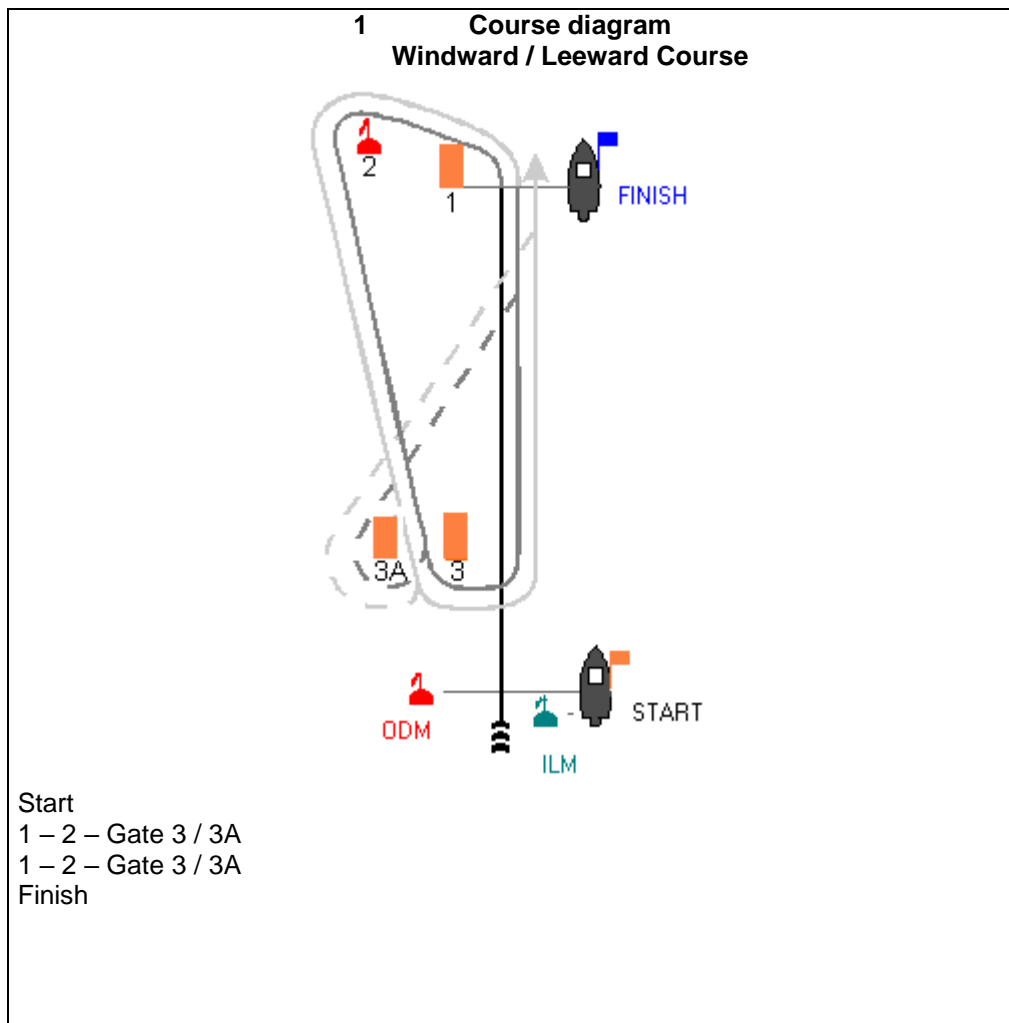 1 Course diagram
Windward / Leeward Course
2
1
FINISH
3A
3
START
ODM
ILM
Start
1 – 2 – Gate 3 / 3A
1 – 2 – Gate 3 / 3A
Finish